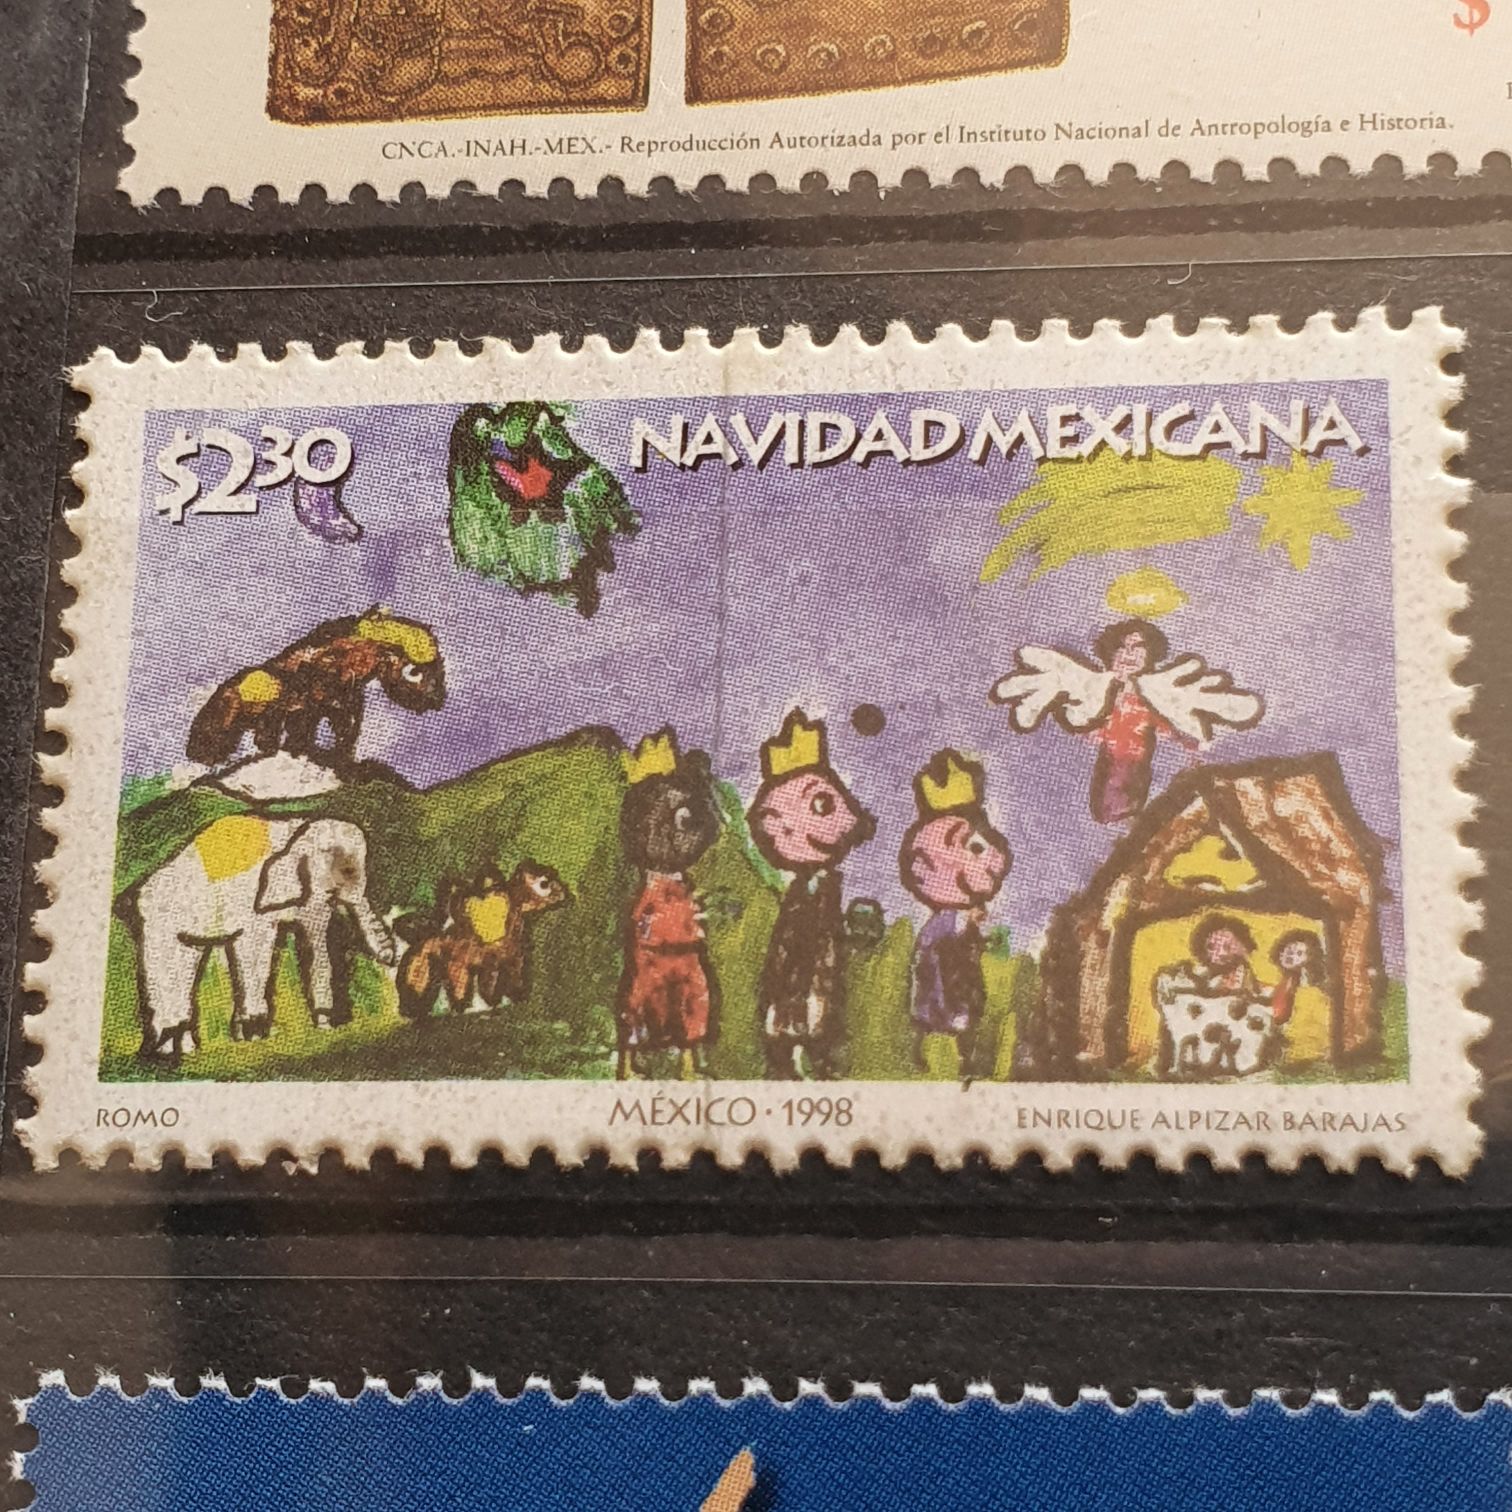 $
CNCA.-INAH.-MEX.- Reproducción Autorizada por el Instituto Nacional de Antropología e Historia.
$2.30 NAVIDAD MEXICANA
ROMO MÉXICO · 1998 ENRIQUE ALPIZAR BARAJAS